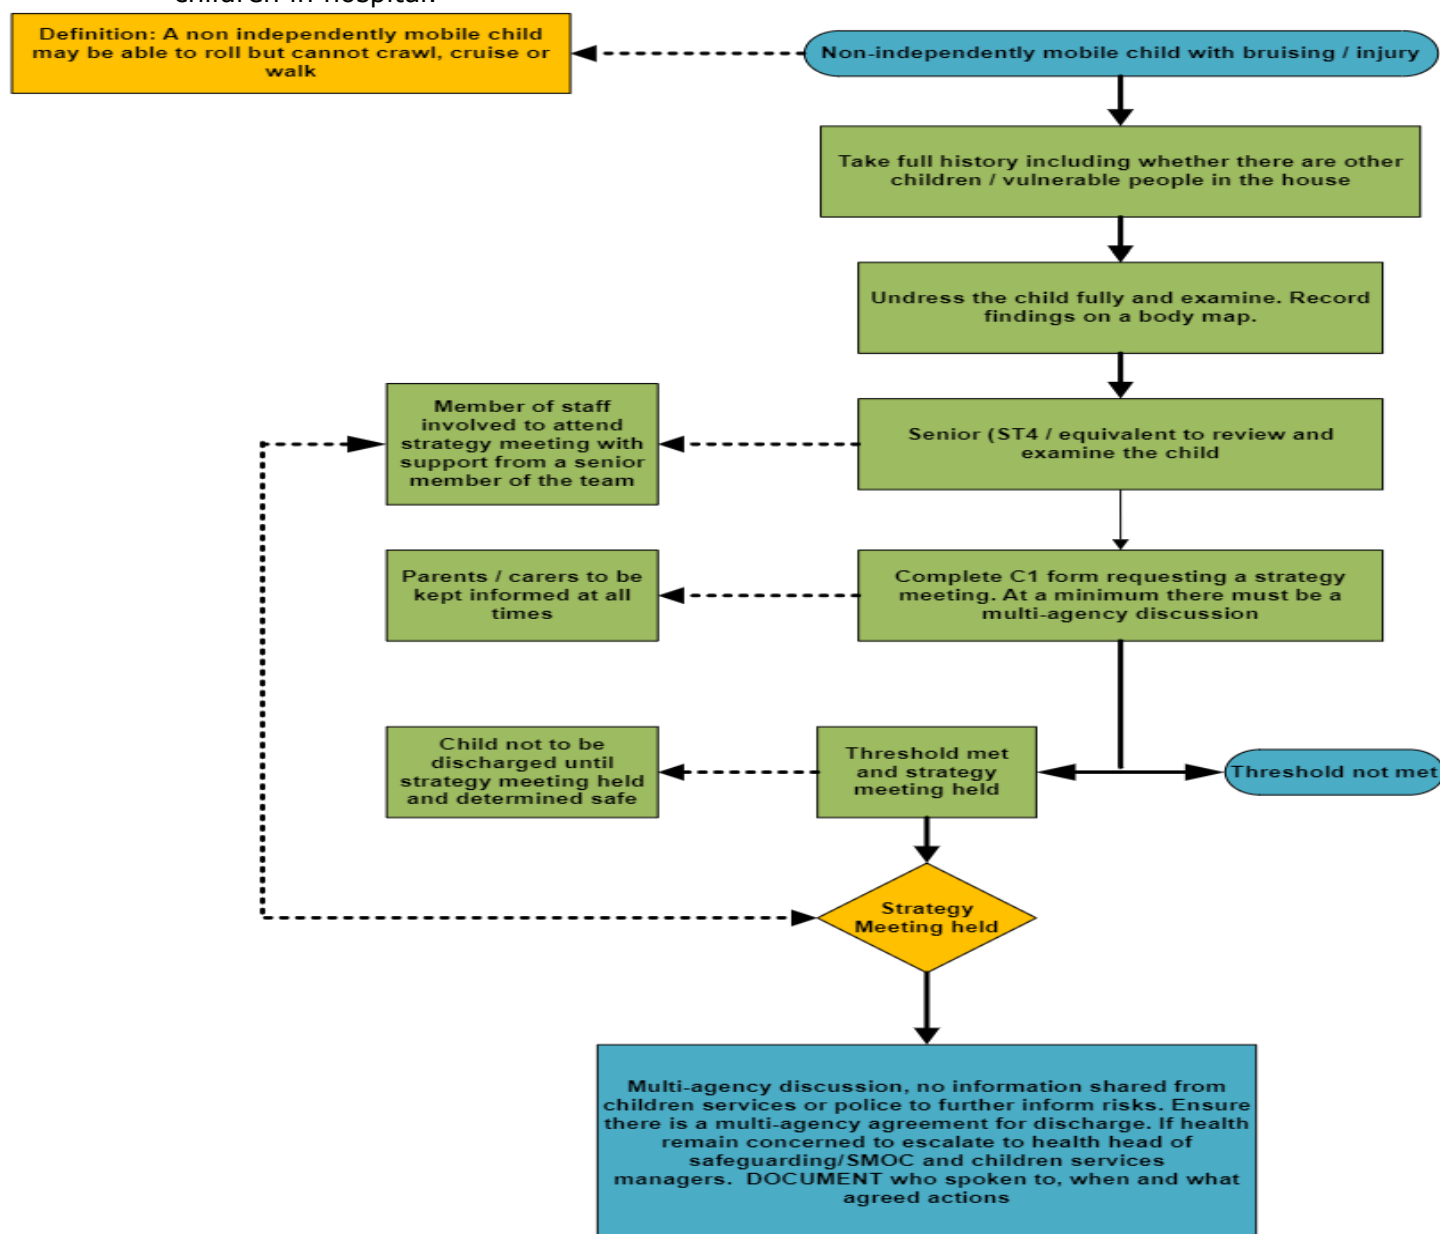 children in hospital.
Definition: A non independently mobile child
may be able to roll but cannot crawl, cruise or
walk
Non-independently mobile child with bruising / injury
Take full history including whether there are other
children / vulnerable people in the house
Undress the child fully and examine. Record
findings on a body map.
Member of staff
involved to attend
strategy meeting with
support from a senior
member of the team
Senior (ST4 / equivalent to review and
examine the child
Parents / carers to be
kept informed at all
times
Complete C1 form requesting a strategy
meeting. At a minimum there must be a
multi-agency discussion
Child not to be
discharged until
strategy meeting held
and determined safe
Threshold met
and strategy
meeting held
Threshold not met
Strategy
Meeting held
Multi-agency discussion, no information shared from
children services or police to further inform risks. Ensure
there is a multi-agency agreement for discharge. If health
remain concerned to escalate to health head of
safeguarding/SMOC and children services
managers.  DOCUMENT who spoken to, when and what
agreed actions